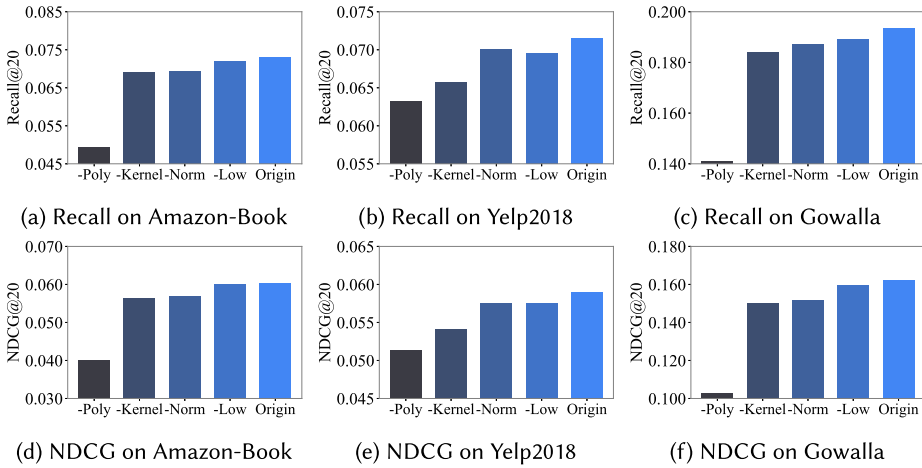 0.085
0.075
0.065
0.055
0.045
Recall@20
-Poly -Kernel -Norm -Low Origin
(a) Recall on Amazon-Book
0.070
0.065
0.060
0.055
Recall@20
-Poly -Kernel -Norm -Low Origin
(b) Recall on Yelp2018
0.200
0.180
0.160
0.140
Recall@20
-Poly -Kernel -Norm -Low Origin
(c) Recall on Gowalla
0.070
0.060
0.050
0.040
0.030
NDCG@20
-Poly -Kernel -Norm -Low Origin
(d) NDCG on Amazon-Book
0.065
0.060
0.055
0.050
0.045
NDCG@20
-Poly -Kernel -Norm -Low Origin
(e) NDCG on Yelp2018
0.180
0.160
0.140
0.120
0.100
NDCG@20
-Poly -Kernel -Norm -Low Origin
(f) NDCG on Gowalla